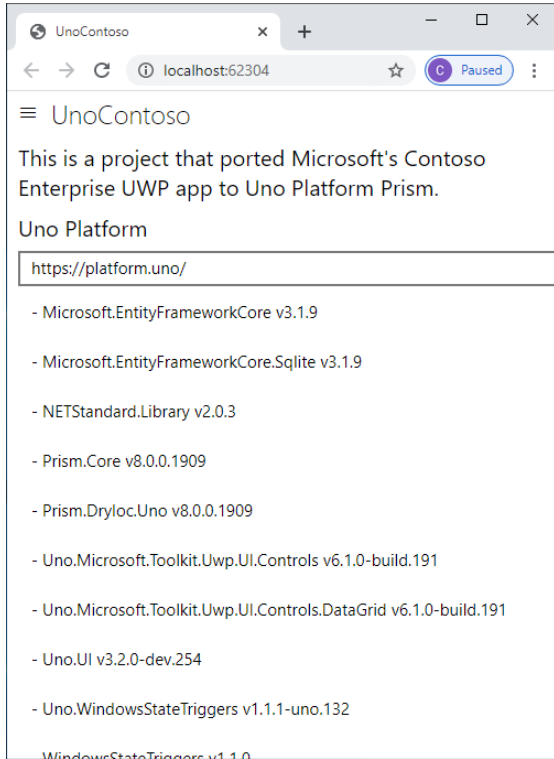 UnoContoso
localhost:62304
C Paused
UnoContoso
This is a project that ported Microsoft's Contoso
Enterprise UWP app to Uno Platform Prism.
Uno Platform
https://platform.uno/
- Microsoft.EntityFrameworkCore v3.1.9
- Microsoft.EntityFrameworkCore.Sqlite v3.1.9
- NETStandard.Library v2.0.3
- Prism.Core v8.0.0.1909
- Prism.DryIoc.Uno v8.0.0.1909
- Uno.Microsoft.Toolkit.Uwp.UI.Controls v6.1.0-build.191
- Uno.Microsoft.Toolkit.Uwp.UI.Controls.DataGrid v6.1.0-build.191
- Uno.UI v3.2.0-dev.254
- Uno.WindowsStateTriggers v1.1.1-uno.132
- WindowsStateTriggers v1.1.0